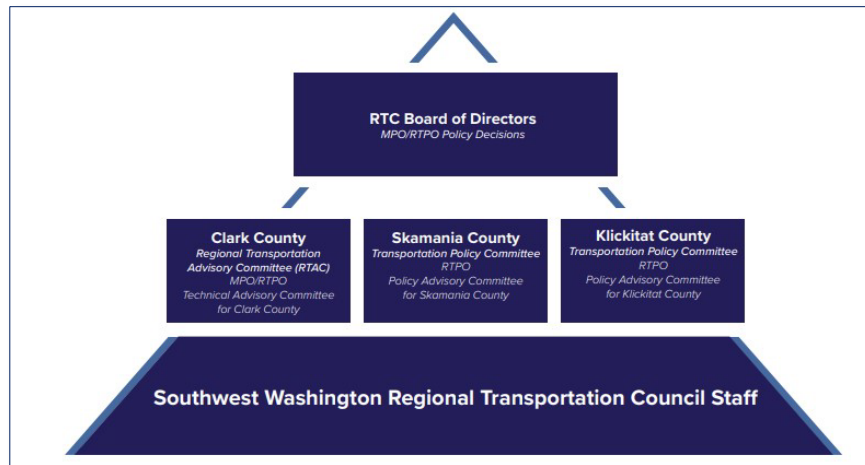 RTC Board of Directors
MPO/RTPO Policy Decisions
Clark County
Regional Transportation
Advisory Committee (RTAC)
MPO/RTPO
Technical Advisory Committee
for Clark County
Skamania County
Transportation Policy Committee
RTPO
Policy Advisory Committee
for Skamania County
Klickitat County
Transportation Policy Committee
RTPO
Policy Advisory Committee
for Klickitat County
Southwest Washington Regional Transportation Council Staff